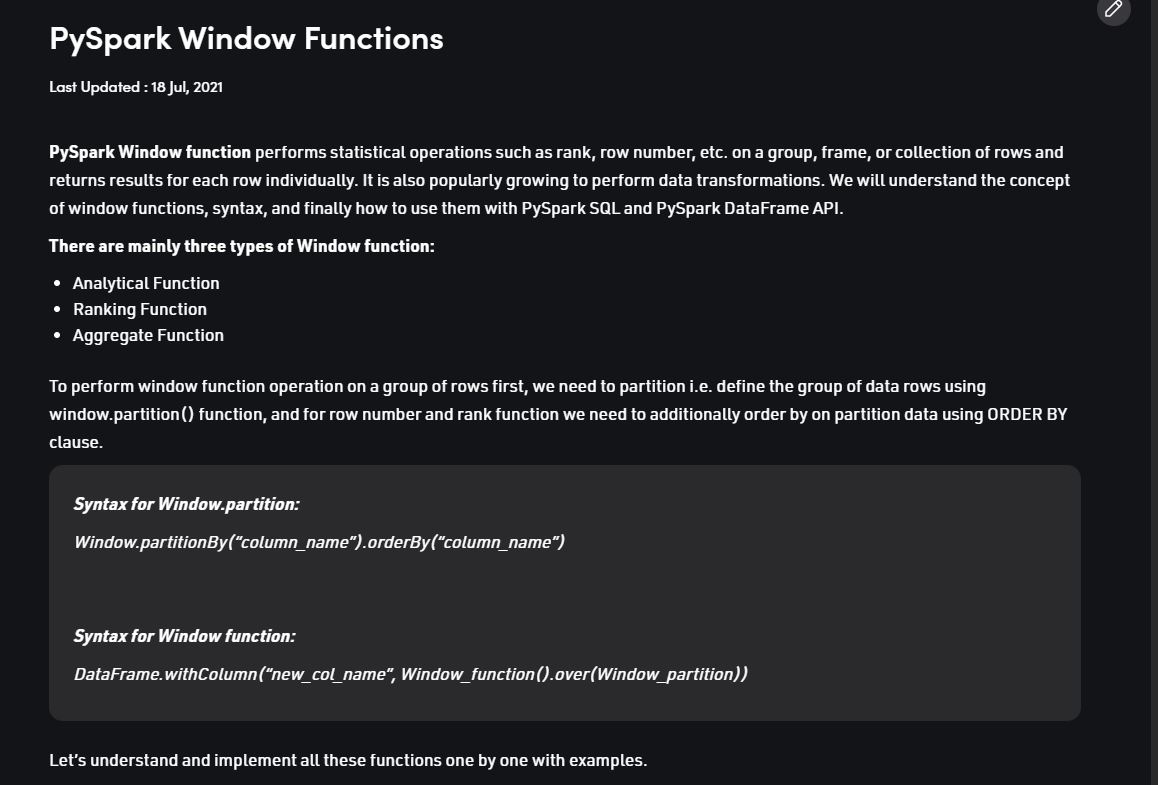 PySpark Window Functions
Last Updated : 18 Jul, 2021
PySpark Window function performs statistical operations such as rank, row number, etc. on a group, frame, or collection of rows and
returns results for each row individually. It is also popularly growing to perform data transformations. We will understand the concept
of window functions, syntax, and finally how to use them with PySpark SQL and PySpark DataFrame API.
There are mainly three types of Window function:
• Analytical Function
• Ranking Function
• Aggregate Function
To perform window function operation on a group of rows first, we need to partition i.e. define the group of data rows using
window.partition() function, and for row number and rank function we need to additionally order by on partition data using ORDER BY
clause.
Syntax for Window.partition:
Window.partitionBy(“column_name”).orderBy(“column_name”)
Syntax for Window function:
DataFrame.withColumn(“new_col_name”, Window_function().over(Window_partition))
Let’s understand and implement all these functions one by one with examples.